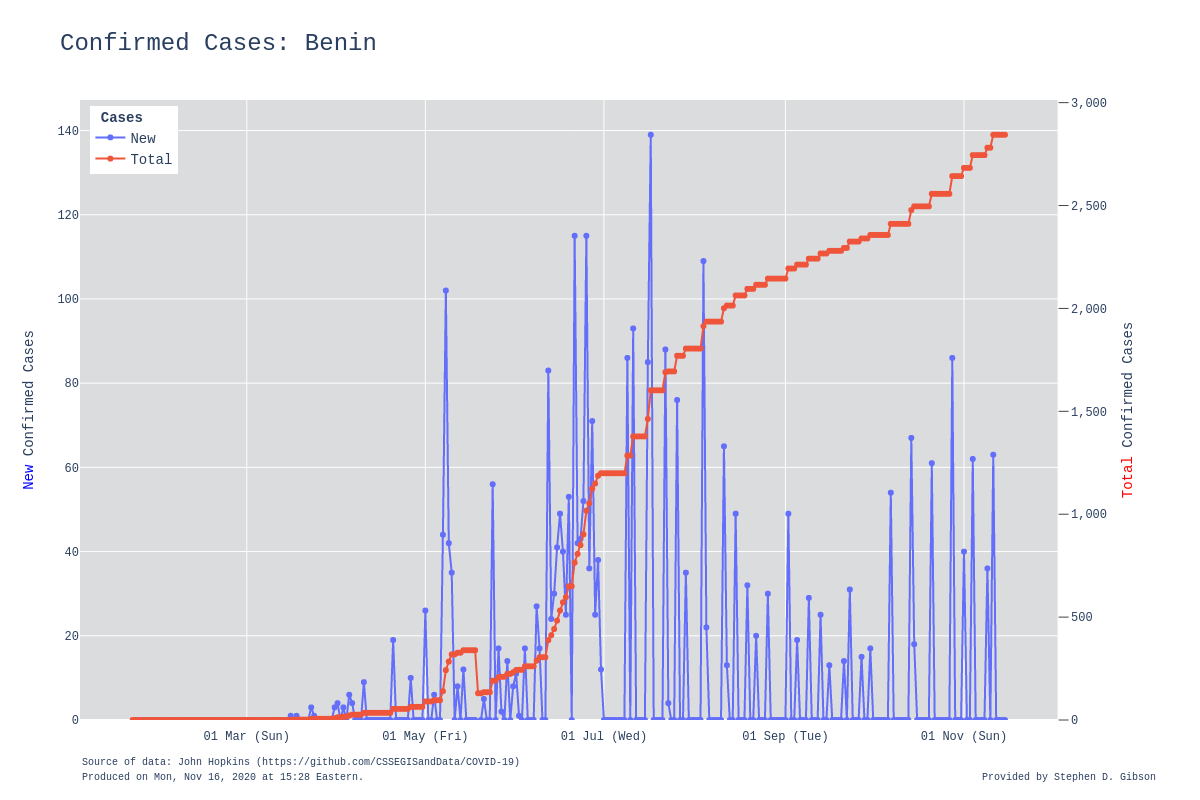 Confirmed Cases: Benin
Cases
New
Total
140
120
100
80
60
40
20
0
3,000
2,500
2,000
1,500
1,000
500
0
New Confirmed Cases
Total Confirmed Cases
01 Mar (Sun)
01 May (Fri)
01 Jul (Wed)
01 Sep (Tue)
01 Nov (Sun)
Source of data: John Hopkins (https://github.com/CSSEGISandData/COVID-19)
Produced on Mon, Nov 16, 2020 at 15:28 Eastern.
Provided by Stephen D. Gibson